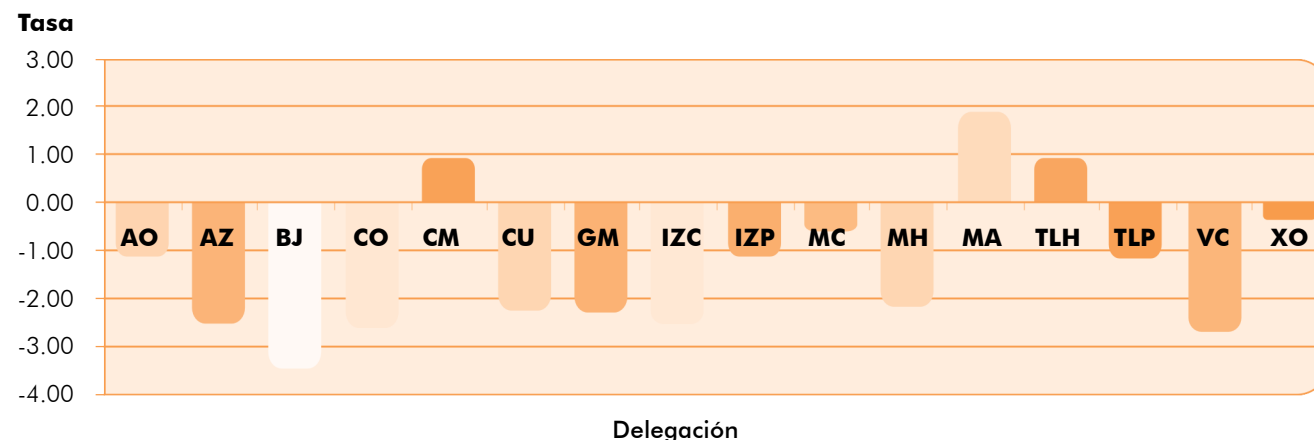 Tasa
3.00
2.00
1.00
0.00
-1.00
-2.00
-3.00
-4.00
AO AZ BJ CO CM CU GM IZC IZP MC MH MA TLH TLP VC XO
Delegación